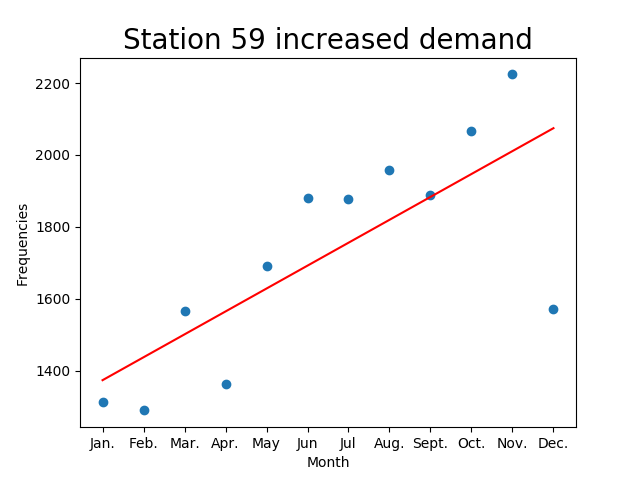 Station 59 increased demand
2200
2000
1800
1600
1400
Frequencies
Jan. Feb. Mar. Apr. May Jun Jul Aug. Sept. Oct. Nov. Dec.
Month